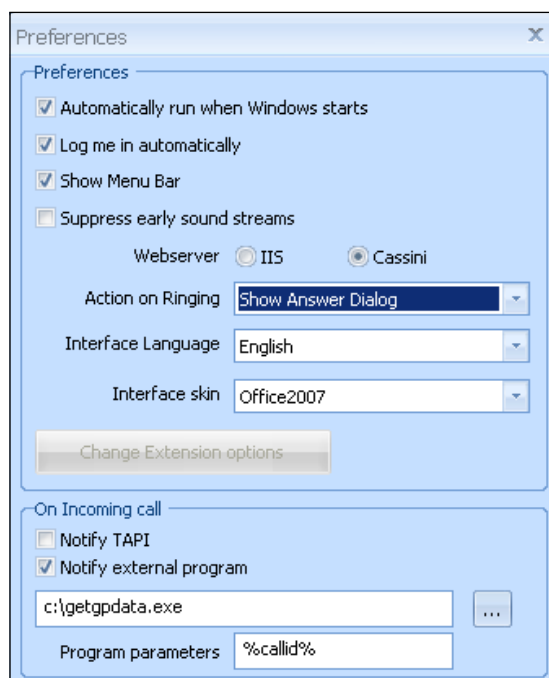 Preferences
Preferences
Automatically run when Windows starts
Log me in automatically
Show Menu Bar
Suppress early sound streams
Webserver IIS Cassini
Action on Ringing Show Answer Dialog
Interface Language English
Interface skin Office2007
Change Extension options
On Incoming call
Notify TAPI
Notify external program
c:\getgpdata.exe ...
Program parameters %callid%